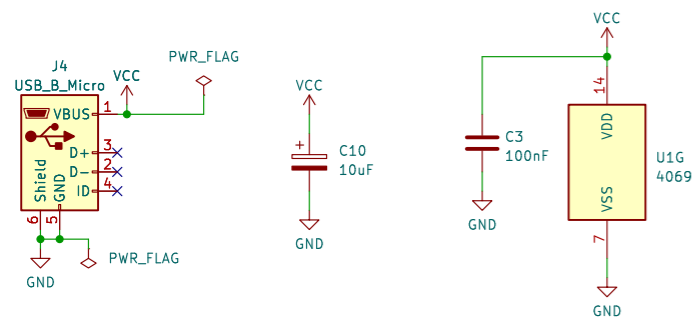 J4
USB_B_Micro
VCC
PWR_FLAG
VBUS
1
D+
3
D-
2
ID
4
Shield
GND
6
5
PWR_FLAG
GND
VCC
+
C10
10uF
GND
C3
100nF
GND
VCC
14
VDD
U1G
4069
VSS
7
GND